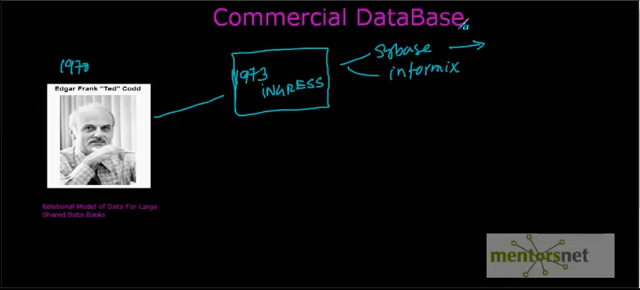 Commercial DataBase
1970
Edgar Frank "Ted" Codd
Relational Model of Data For Large
Shared Data Banks
1973
INGRESS
Sybase
informix
mentorsnet